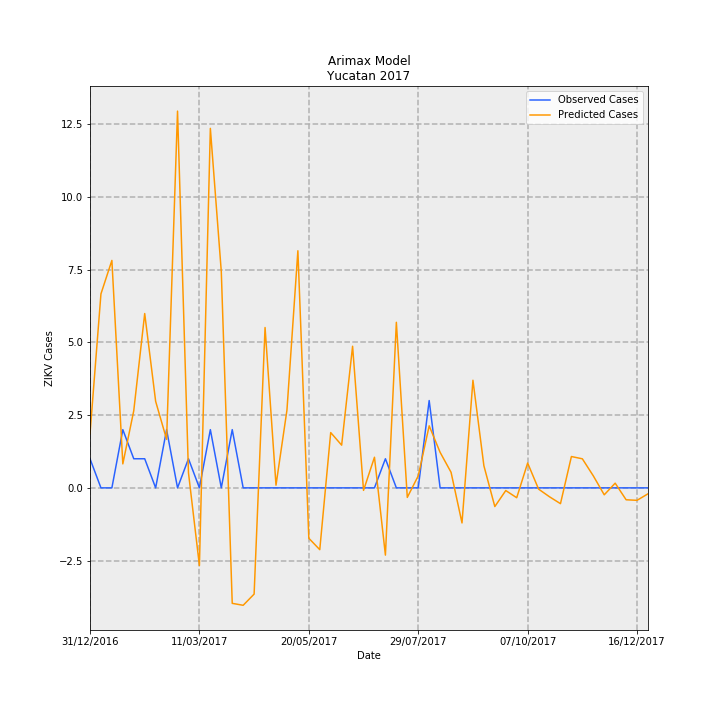 Arimax Model
Yucatan 2017
Observed Cases
Predicted Cases
12.5
10.0
7.5
5.0
2.5
0.0
−2.5
ZIKV Cases
31/12/2016 11/03/2017 20/05/2017 29/07/2017 07/10/2017 16/12/2017
Date